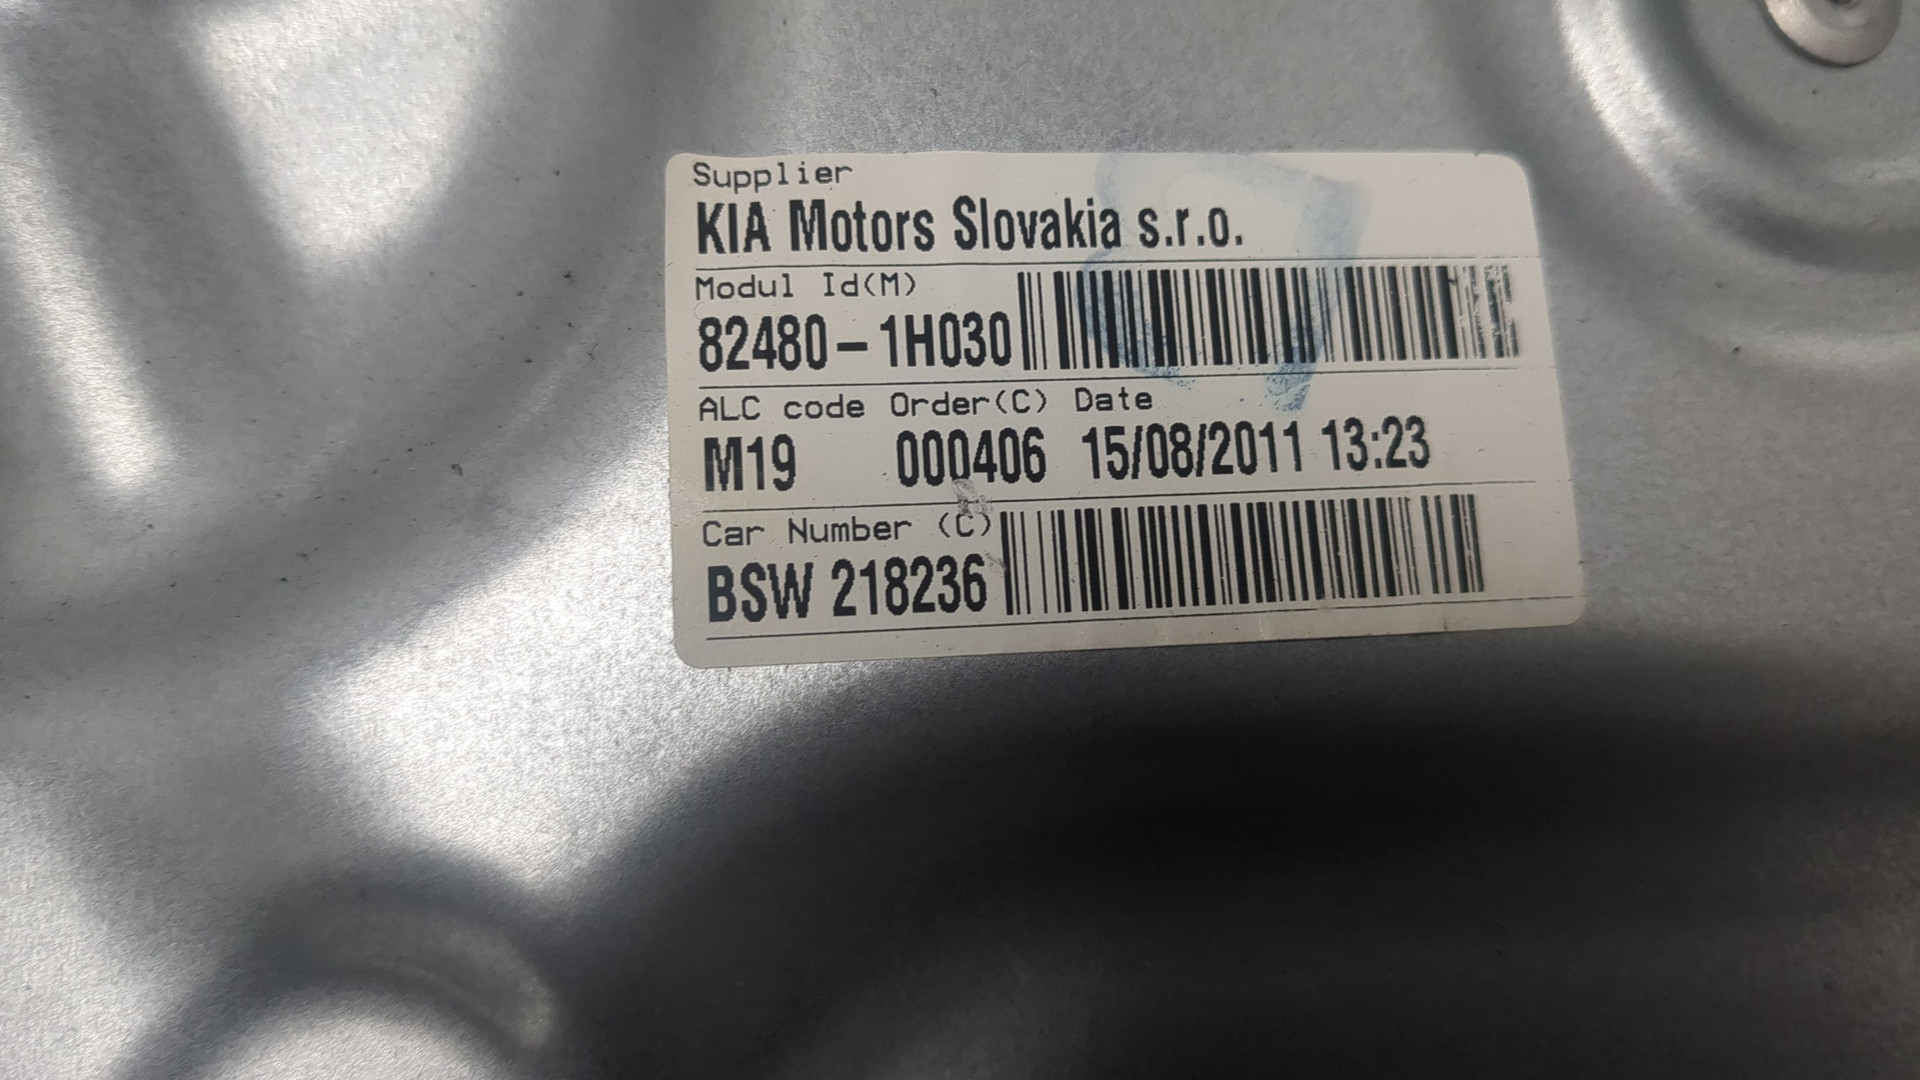 Supplier
KIA Motors Slovakia s.r.o.
Modul Id(M)
82480-1H030
ALC code Order(C) Date
M19 000406 15/08/2011 13:23
Car Number (C)
BSW 218236